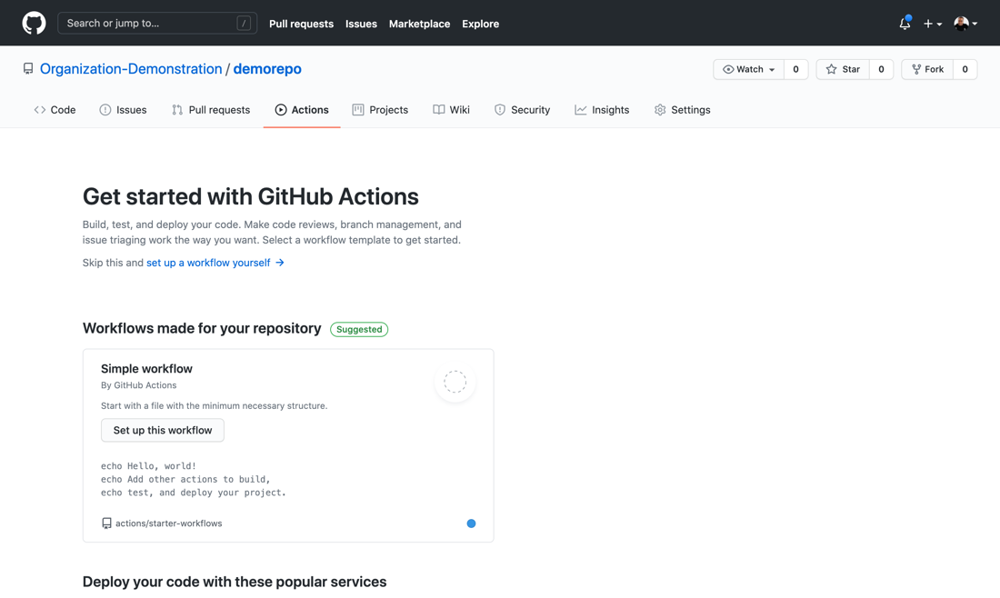 Search or jump to... /
Pull requests Issues Marketplace Explore
Organization-Demonstration / demorepo
Watch 0 Star 0 Fork 0
Code Issues Pull requests Actions Projects Wiki Security Insights Settings
Get started with GitHub Actions
Build, test, and deploy your code. Make code reviews, branch management, and
issue triaging work the way you want. Select a workflow template to get started.
Skip this and set up a workflow yourself →
Workflows made for your repository Suggested
Simple workflow
By GitHub Actions
Start with a file with the minimum necessary structure.
Set up this workflow
echo Hello, world!
echo Add other actions to build,
echo test, and deploy your project.
actions/starter-workflows
Deploy your code with these popular services